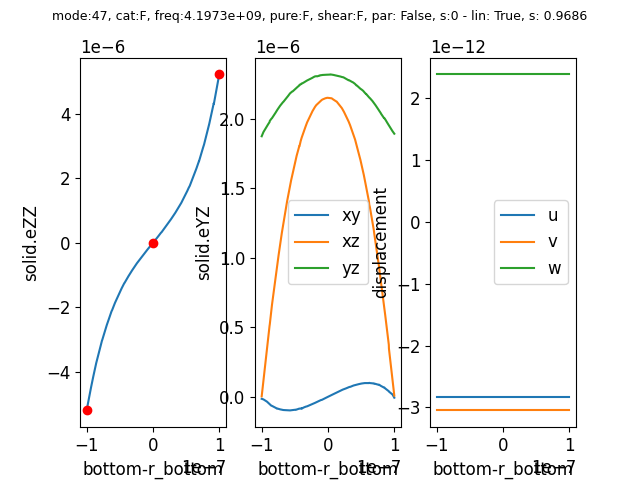 mode:47, cat:F, freq:4.1973e+09, pure:F, shear:F, par: False, s:0 - lin: True, s: 0.9686
1e−6
1e−6
1e−12
solid.eZZ
4
2
0
−2
−4
−1
0
1
1e−7
bottom-r_bottom
solid.eYZ
2.0
1.5
1.0
0.5
0.0
xy
xz
yz
−1
0
1
1e−7
bottom-r_bottom
displacement
2
1
0
−1
−2
−3
u
v
w
−1
0
1
1e−7
bottom-r_bottom